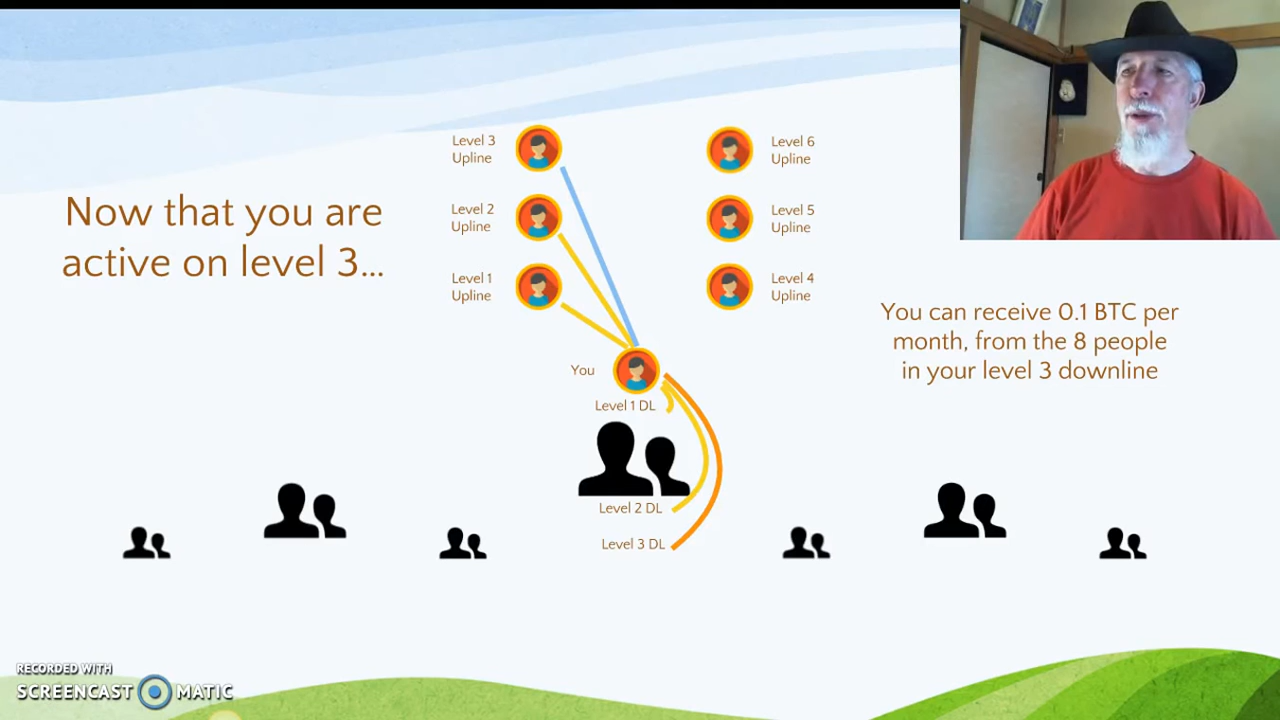 Now that you are
active on level 3...
Level 3
Upline
Level 2
Upline
Level 1
Upline
Level 6
Upline
Level 5
Upline
Level 4
Upline
You
Level 1 DL
Level 2 DL
Level 3 DL
You can receive 0.1 BTC per
month, from the 8 people
in your level 3 downline
RECORDED WITH
SCREENCAST MATIC